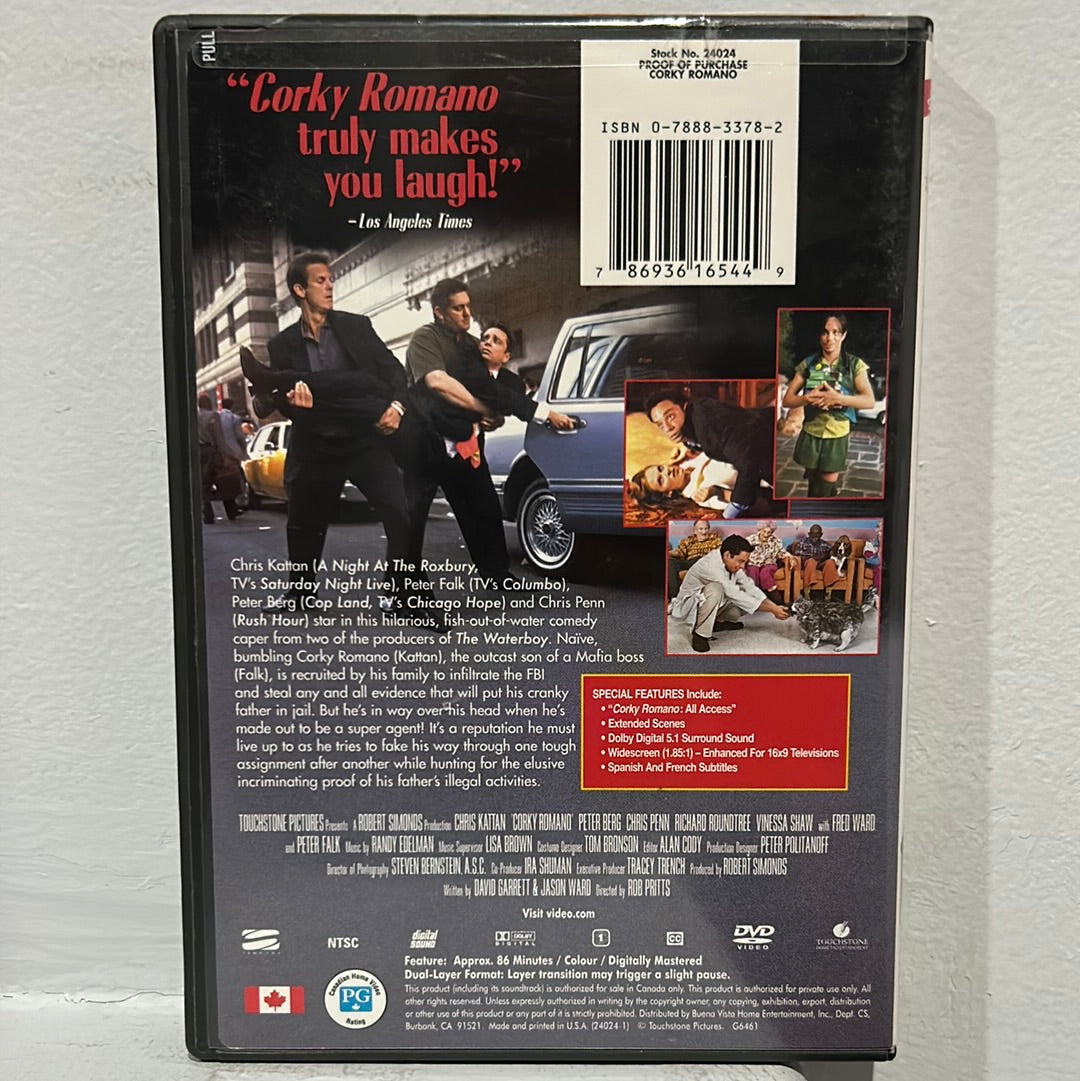 PULL
Stock No. 24024
PROOF OF PURCHASE
CORKY ROMANO
ISBN 0-7888-3378-2
7 86936 16544 9
“Corky Romano
truly makes
you laugh!”
–Los Angeles Times
Chris Kattan (A Night At The Roxbury,
TV's Saturday Night Live), Peter Falk (TV's Columbo),
Peter Berg (Cop Land, TV's Chicago Hope) and Chris Penn
(Rush Hour) star in this hilarious, fish-out-of-water comedy
caper from two of the producers of The Waterboy. Naïve,
bumbling Corky Romano (Kattan), the outcast son of a Mafia boss
(Falk), is recruited by his family to infiltrate the FBI
and steal any and all evidence that will put his cranky
father in jail. But he's in way over his head when he's
made out to be a super agent! It's a reputation he must
live up to as he tries to fake his way through one tough
assignment after another while hunting for the elusive
incriminating proof of his father's illegal activities.
SPECIAL FEATURES Include:
• “Corky Romano: All Access”
• Extended Scenes
• Dolby Digital 5.1 Surround Sound
• Widescreen (1.85:1) – Enhanced For 16x9 Televisions
• Spanish And French Subtitles
TOUCHSTONE PICTURES Presents A ROBERT SIMONDS Production CHRIS KATTAN 'CORKY ROMANO' PETER BERG CHRIS PENN RICHARD ROUNDTREE VINESSA SHAW with FRED WARD
and PETER FALK Music by RANDY EDELMAN Music Supervisor LISA BROWN Costume Designer TOM BRONSON Editor ALAN CODY Production Designer PETER POLITANOFF
Director of Photography STEVEN BERNSTEIN, A.S.C. Co-Producer IRA SHUMAN Executive Producer TRACEY TRENCH Produced by ROBERT SIMONDS
Written by DAVID GARRETT & JASON WARD Directed by ROB PRITTS
Visit video.com
NTSC digital sound DOLBY DIGITAL 1 CC DVD VIDEO TOUCHSTONE HOME ENTERTAINMENT
Feature: Approx. 86 Minutes / Colour / Digitally Mastered
Dual-Layer Format: Layer transition may trigger a slight pause.
This product (including its soundtrack) is authorized for sale in Canada only. This product is authorized for private use only. All
other rights reserved. Unless expressly authorized in writing by the copyright owner, any copying, exhibition, export, distribution
or other use of this product or any part of it is strictly prohibited. Distributed by Buena Vista Home Entertainment, Inc., Dept. CS,
Burbank, CA 91521. Made and printed in U.S.A. (24024-1) © Touchstone Pictures. G6461
Canadian Home Video
PG
Rating